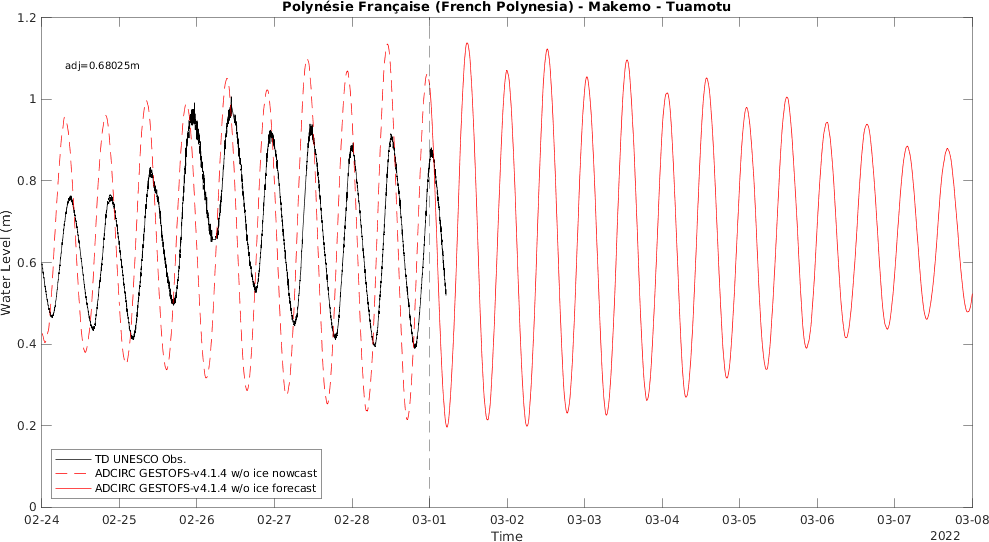 Polynésie Française (French Polynesia) - Makemo - Tuamotu
1.2
adj=0.68025m
1
0.8
Water Level (m)
0.6
0.4
0.2
TD UNESCO Obs.
ADCIRC GESTOFS-v4.1.4 w/o ice nowcast
ADCIRC GESTOFS-v4.1.4 w/o ice forecast
0
02-24 02-25 02-26 02-27 02-28 03-01 03-02 03-03 03-04 03-05 03-06 03-07 03-08
Time
2022